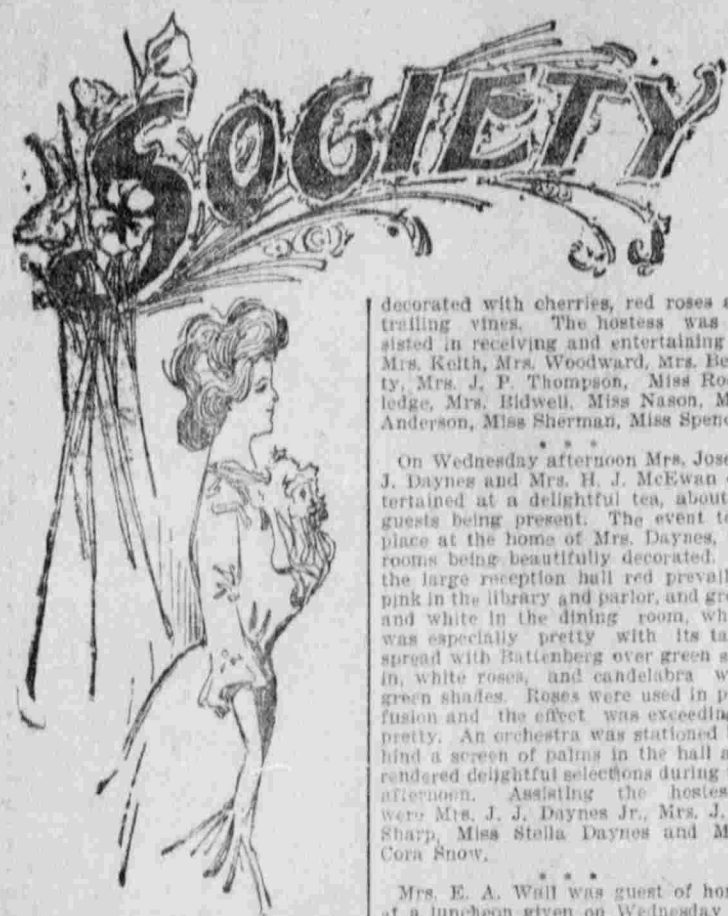 SOCIETY
decorated with cherries, red roses
trailing vines. The hostess was
sisted in receiving and entertaining
Mrs. Keith, Mrs. Woodward, Mrs. Be
ty, Mrs. J. P. Thompson, Miss Ro
ledge, Mrs. Bidwell, Miss Nason, M
Anderson, Miss Sherman, Miss Spenc
* * *
On Wednesday afternoon Mrs. Jose
J. Daynes and Mrs. H. J. McEwan
tertained at a delightful tea, about
guests being present. The event t
place at the home of Mrs. Daynes,
rooms being beautifully decorated.
the large reception hall red prevail
pink in the library and parlor, and gre
and white in the dining room, wh
was especially pretty with its ta
spread with Battenberg over green s
in, white roses, and candelabra w
green shades. Roses were used in p
fusion and the effect was exceedin
pretty. An orchestra was stationed
hind a screen of palms in the hall a
rendered delightful selections during
afternoon. Assisting the hostes
were Mrs. J. J. Daynes Jr., Mrs. J.
Sharp, Miss Stella Daynes and M
Cora Snow.
* * *
Mrs. E. A. Wall was guest of hon
at a luncheon given on Wednesday